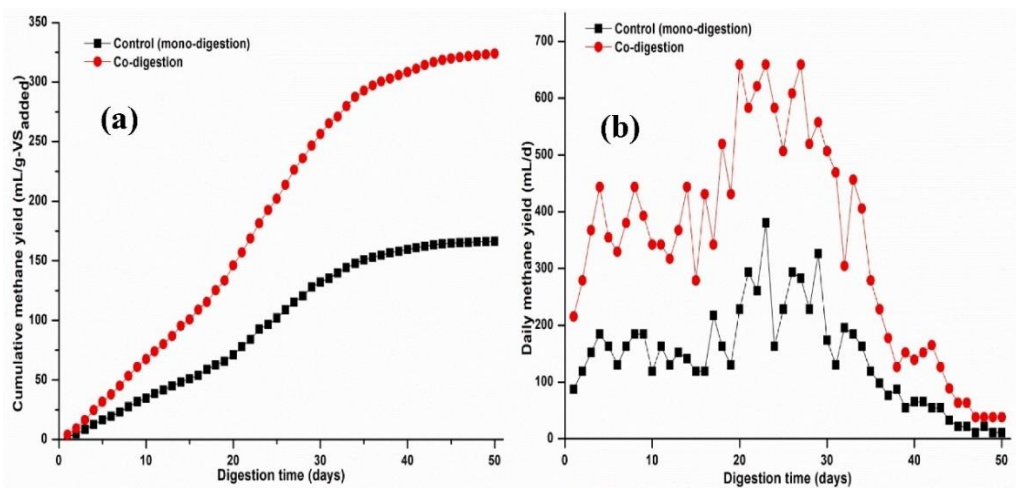 350
300
250
200
150
100
50
0
0 10 20 30 40 50
Cumulative methane yield (mL/g-VSadded)
Digestion time (days)
Control (mono-digestion)
Co-digestion
(a)
700
600
500
400
300
200
100
0
0 10 20 30 40 50
Daily methane yield (mL/d)
Digestion time (days)
Control (mono-digestion)
Co-digestion
(b)